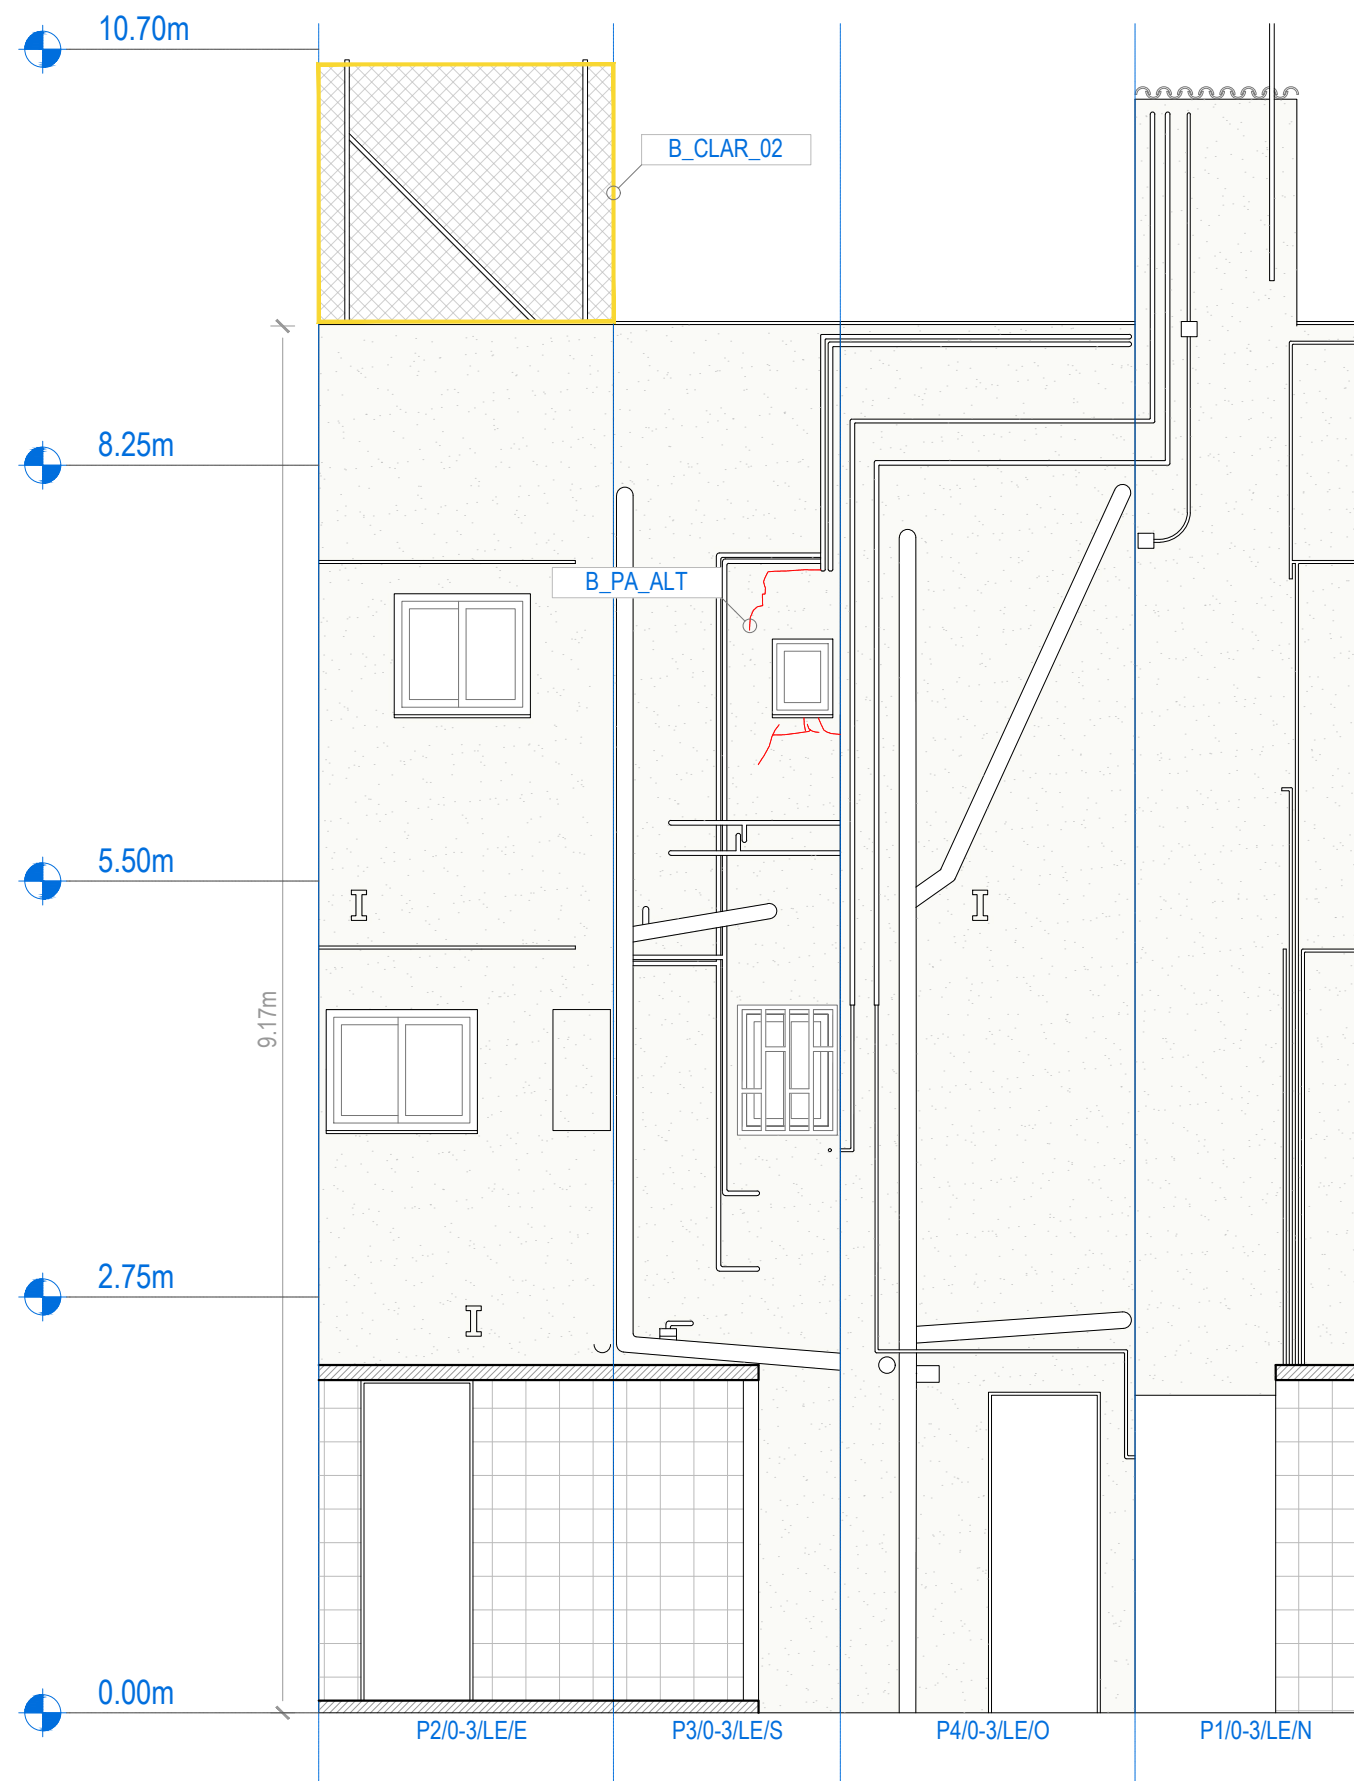 10.70m
B_CLAR_02
8.25m
B_PA_ALT
5.50m
9.17m
2.75m
0.00m
P2/0-3/LE/E
P3/0-3/LE/S
P4/0-3/LE/O
P1/0-3/LE/N